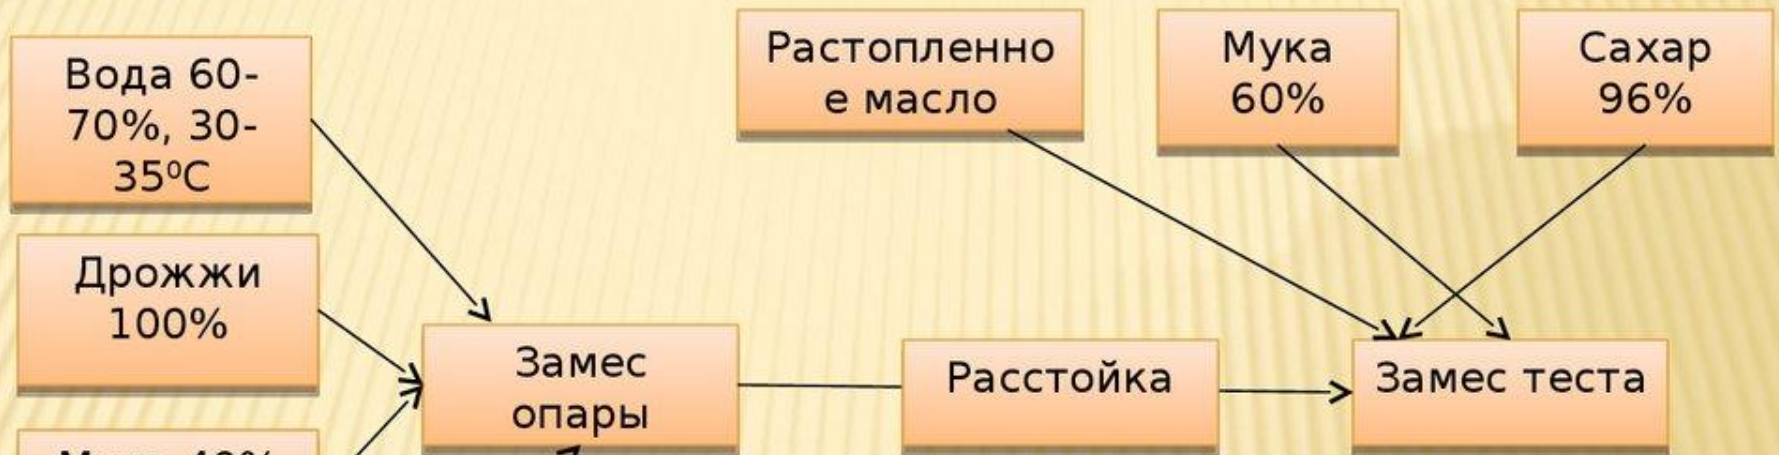 Вода 60-
70%, 30-
35⁰С
Дрожжи
100%
Растопленно
е масло
Мука
60%
Сахар
96%
Замес
опары
Расстойка
Замес теста